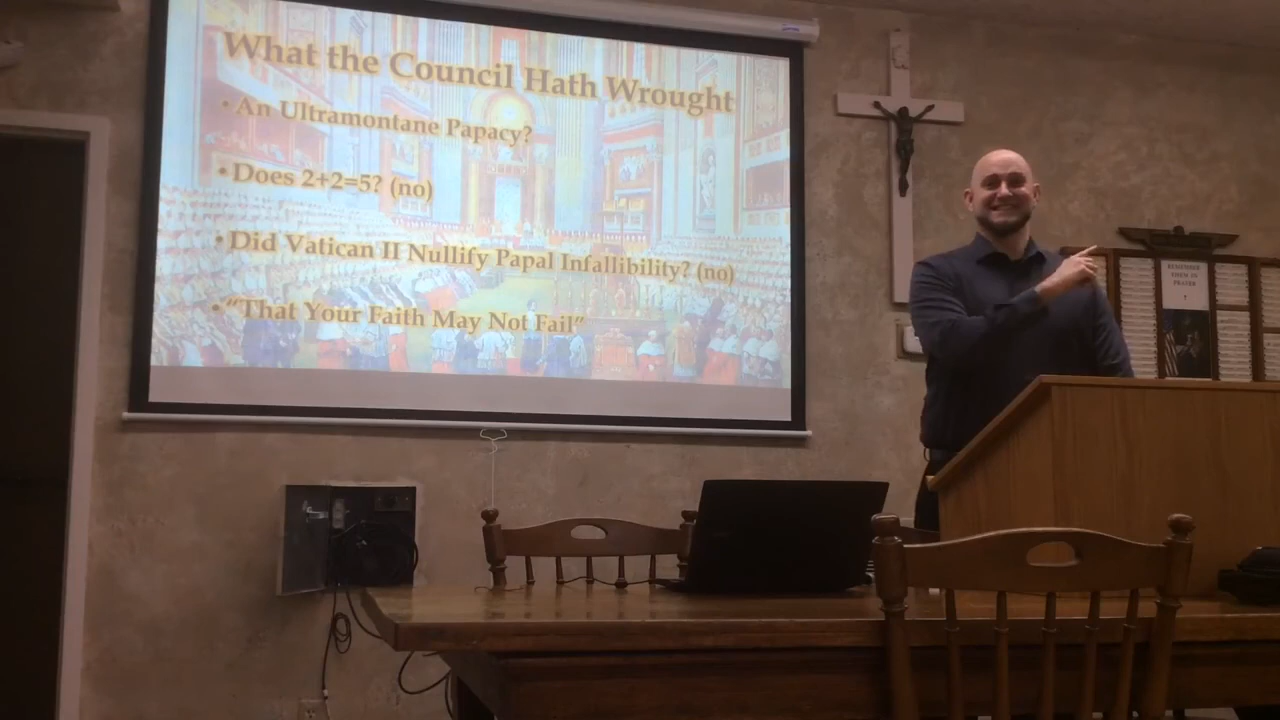 What the Council Hath Wrought
• An Ultramontane Papacy?
• Does 2+2=5? (no)
• Did Vatican II Nullify Papal Infallibility? (no)
• “That Your Faith May Not Fail”
REMEMBER
THEM IN
PRAYER